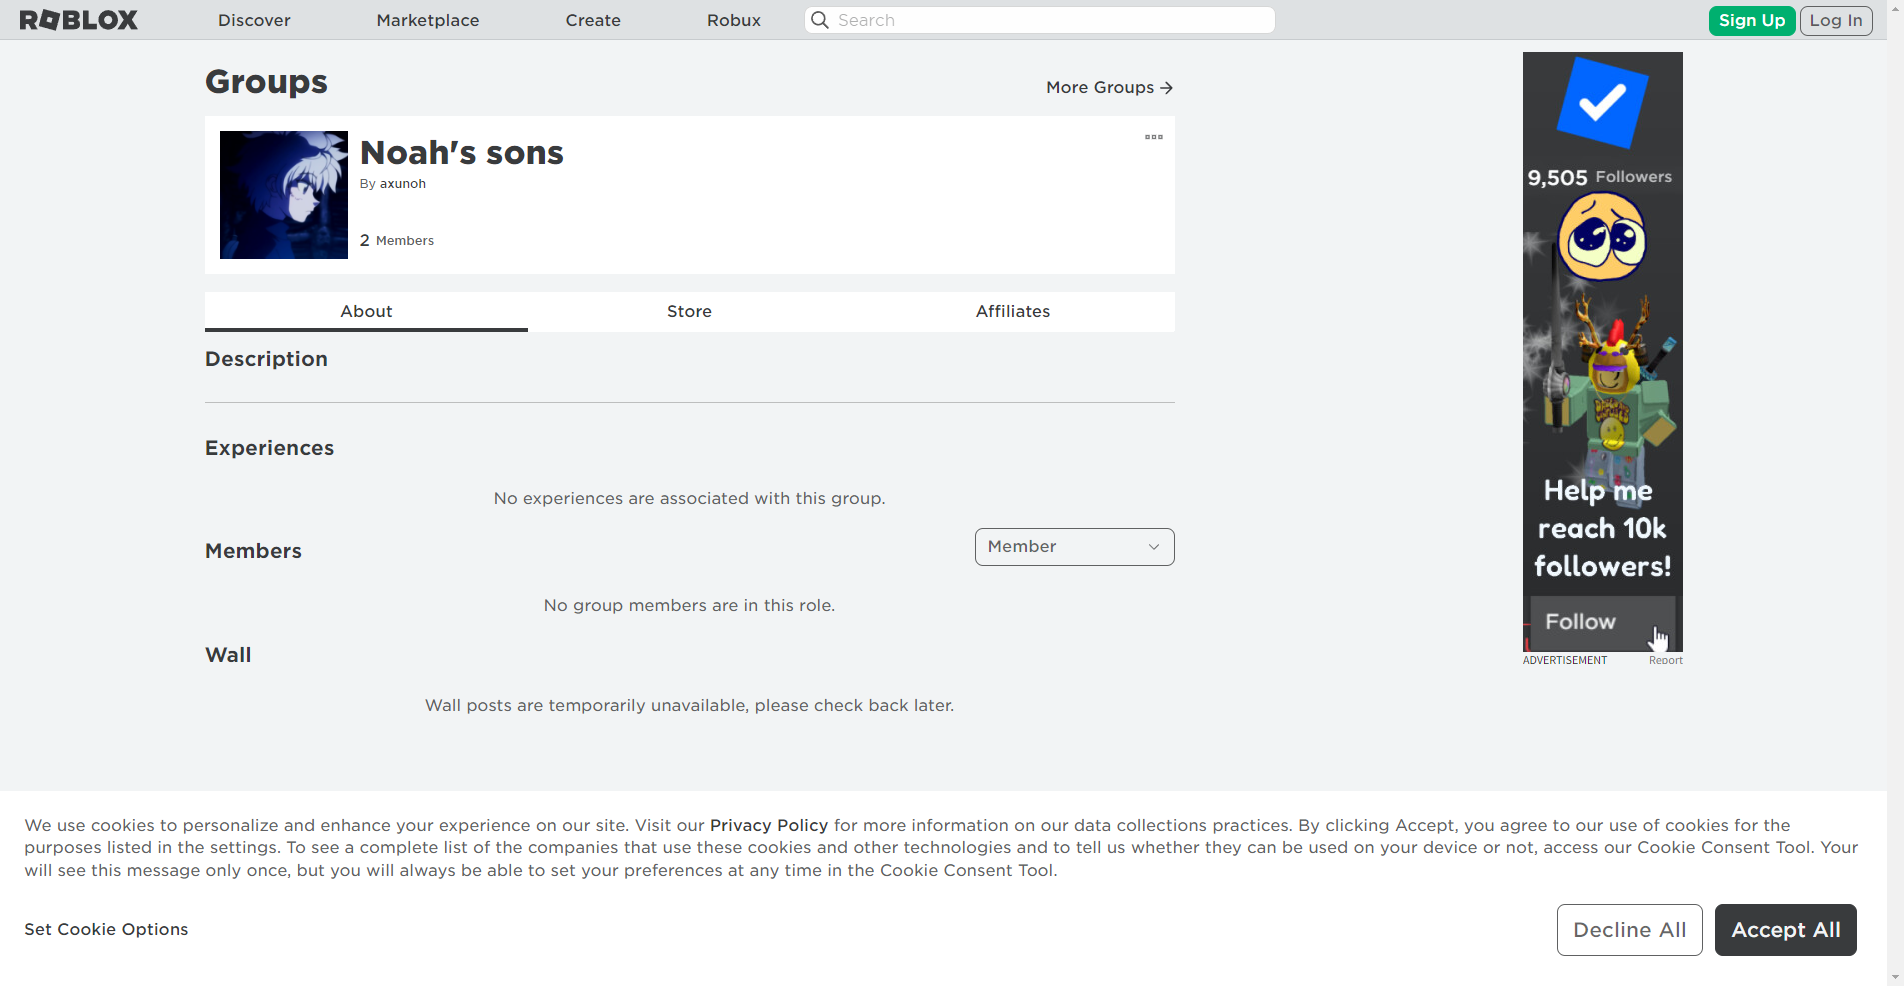 ROBLOX
Discover
Marketplace
Create
Robux
Search
Sign Up
Log In
Groups
More Groups →
Noah's sons
By axunoh
2 Members
About
Store
Affiliates
Description
Experiences
No experiences are associated with this group.
Members
Member
No group members are in this role.
Wall
Wall posts are temporarily unavailable, please check back later.
9,505 Followers
Help me
reach 10k
followers!
Follow
ADVERTISEMENT
Report
We use cookies to personalize and enhance your experience on our site. Visit our Privacy Policy for more information on our data collections practices. By clicking Accept, you agree to our use of cookies for the
purposes listed in the settings. To see a complete list of the companies that use these cookies and other technologies and to tell us whether they can be used on your device or not, access our Cookie Consent Tool. Your
will see this message only once, but you will always be able to set your preferences at any time in the Cookie Consent Tool.
Set Cookie Options
Decline All
Accept All